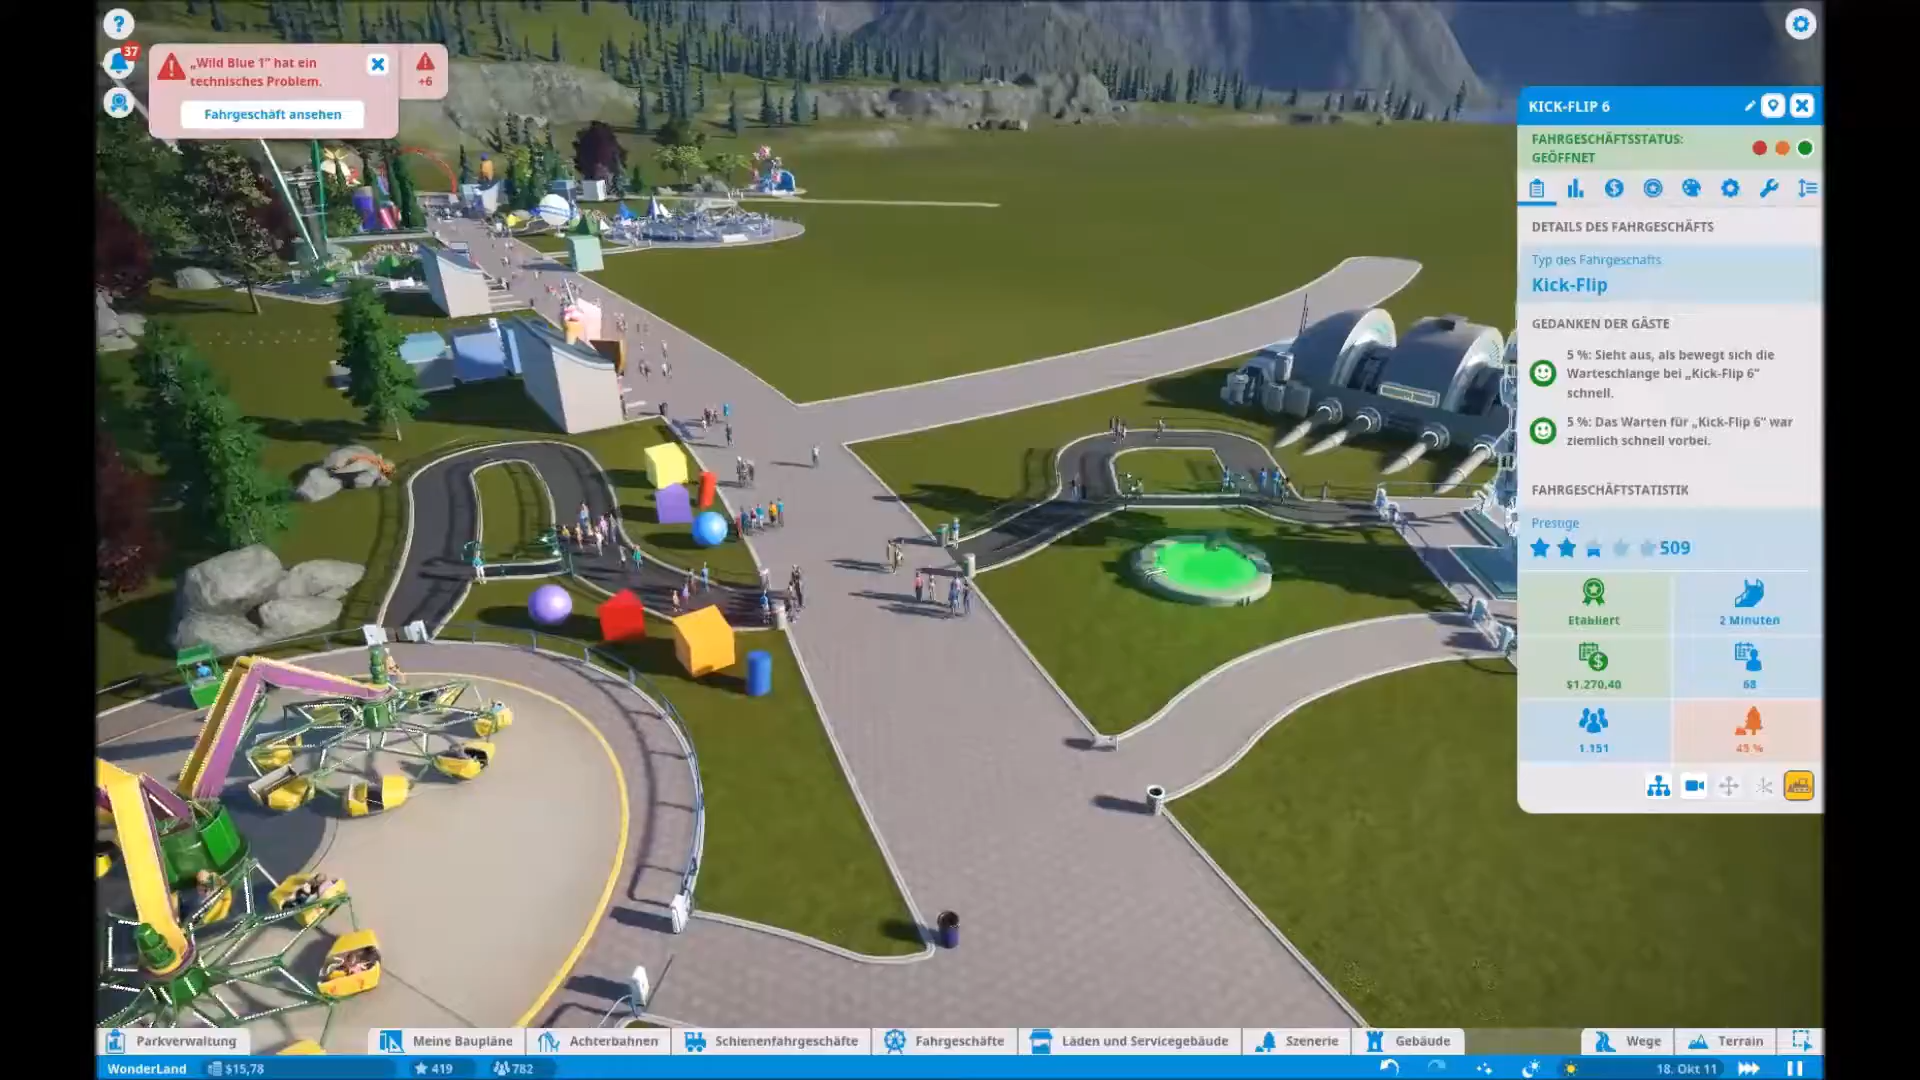 ?
37
„Wild Blue 1“ hat ein
technisches Problem.
+6
Fahrgeschäft ansehen
KICK-FLIP 6
FAHRGESCHÄFTSSTATUS:
GEÖFFNET
DETAILS DES FAHRGESCHÄFTS
Typ des Fahrgeschäfts
Kick-Flip
GEDANKEN DER GÄSTE
5 %: Sieht aus, als bewegt sich die
Warteschlange bei „Kick-Flip 6“
schnell.
5 %: Das Warten für „Kick-Flip 6“ war
ziemlich schnell vorbei.
FAHRGESCHÄFTSTATISTIK
Prestige
509
Etabliert
2 Minuten
$1.270,40
68
1.151
45 %
Parkverwaltung
Meine Baupläne
Achterbahnen
Schienenfahrgeschäfte
Fahrgeschäfte
Läden und Servicegebäude
Szenerie
Gebäude
Wege
Terrain
WonderLand
$15,78
419
782
18. Okt 11